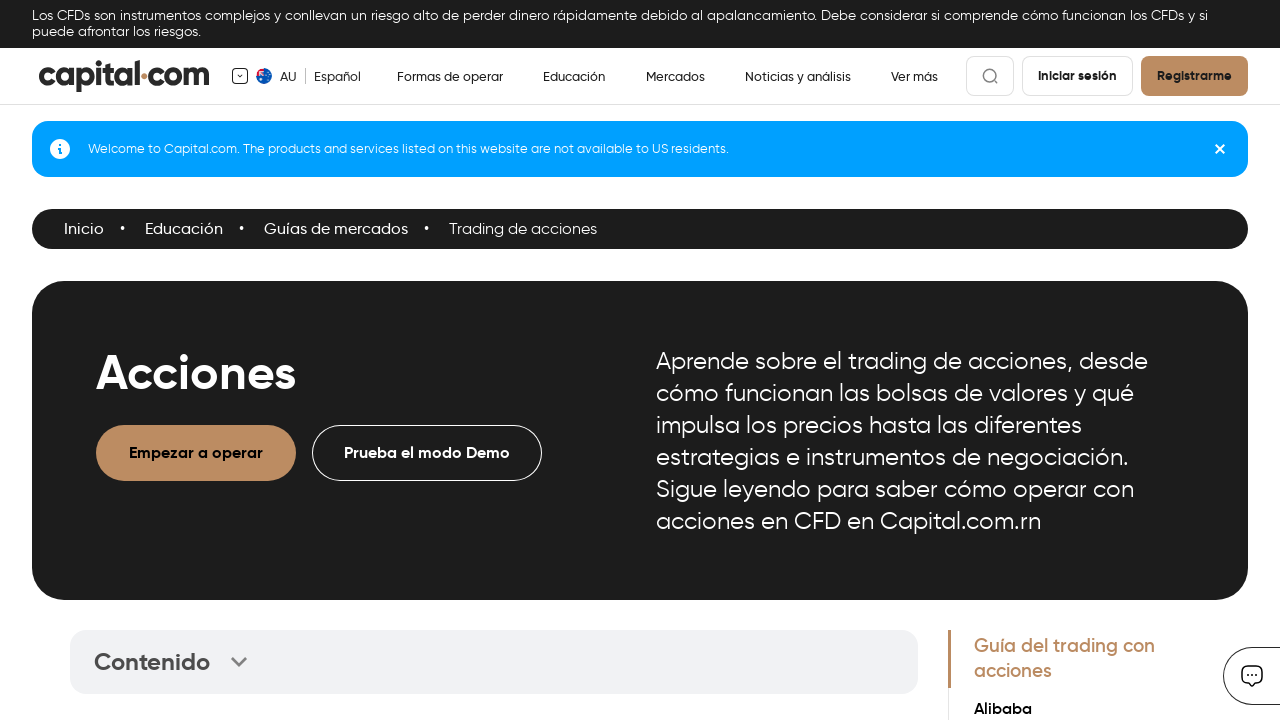 Los CFDs son instrumentos complejos y conllevan un riesgo alto de perder dinero rápidamente debido al apalancamiento. Debe considerar si comprende cómo funcionan los CFDs y si
puede afrontar los riesgos.
capital.com
AU
Español
Formas de operar
Educación
Mercados
Noticias y análisis
Ver más
Iniciar sesión
Registrarme
Welcome to Capital.com. The products and services listed on this website are not available to US residents.
Inicio • Educación • Guías de mercados • Trading de acciones
Acciones
Empezar a operar
Prueba el modo Demo
Aprende sobre el trading de acciones, desde
cómo funcionan las bolsas de valores y qué
impulsa los precios hasta las diferentes
estrategias e instrumentos de negociación.
Sigue leyendo para saber cómo operar con
acciones en CFD en Capital.com.rn
Contenido
Guía del trading con
acciones
Alibaba